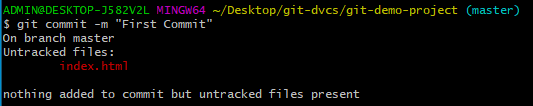 ADMIN@DESKTOP-J582V2L MINGW64 ~/Desktop/git-dvcs/git-demo-project (master)
$ git commit -m "First Commit"
On branch master
Untracked files:
        index.html

nothing added to commit but untracked files present